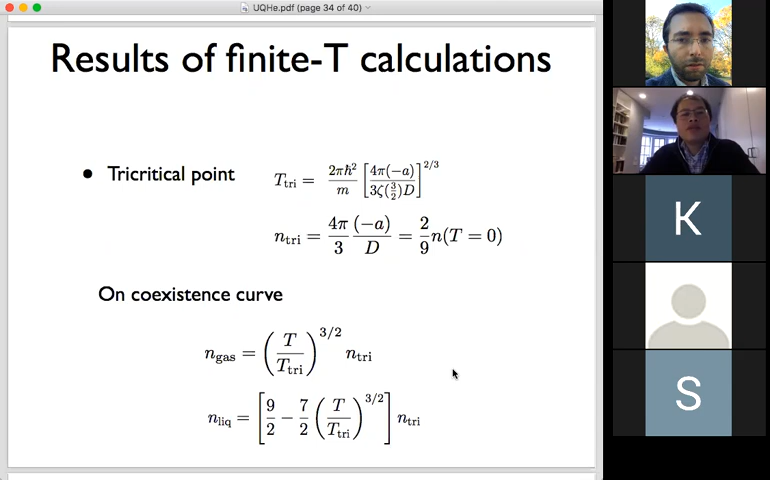 UQHe.pdf (page 34 of 40)
Results of finite-T calculations
• Tricritical point T_tri = 2πħ²/m [4π(−a)/3ζ(3/2)D]^{2/3}
n_tri = 4π/3 (−a)/D = 2/9 n(T = 0)
On coexistence curve
n_gas = (T/T_tri)^{3/2} n_tri
n_liq = [9/2 − 7/2 (T/T_tri)^{3/2}] n_tri
K
S